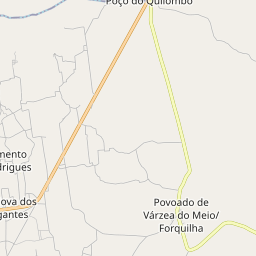 Poço do Quilombo
mento
drigues
ova dos
gantes
Povoado de
Várzea do Meio/
Forquilha